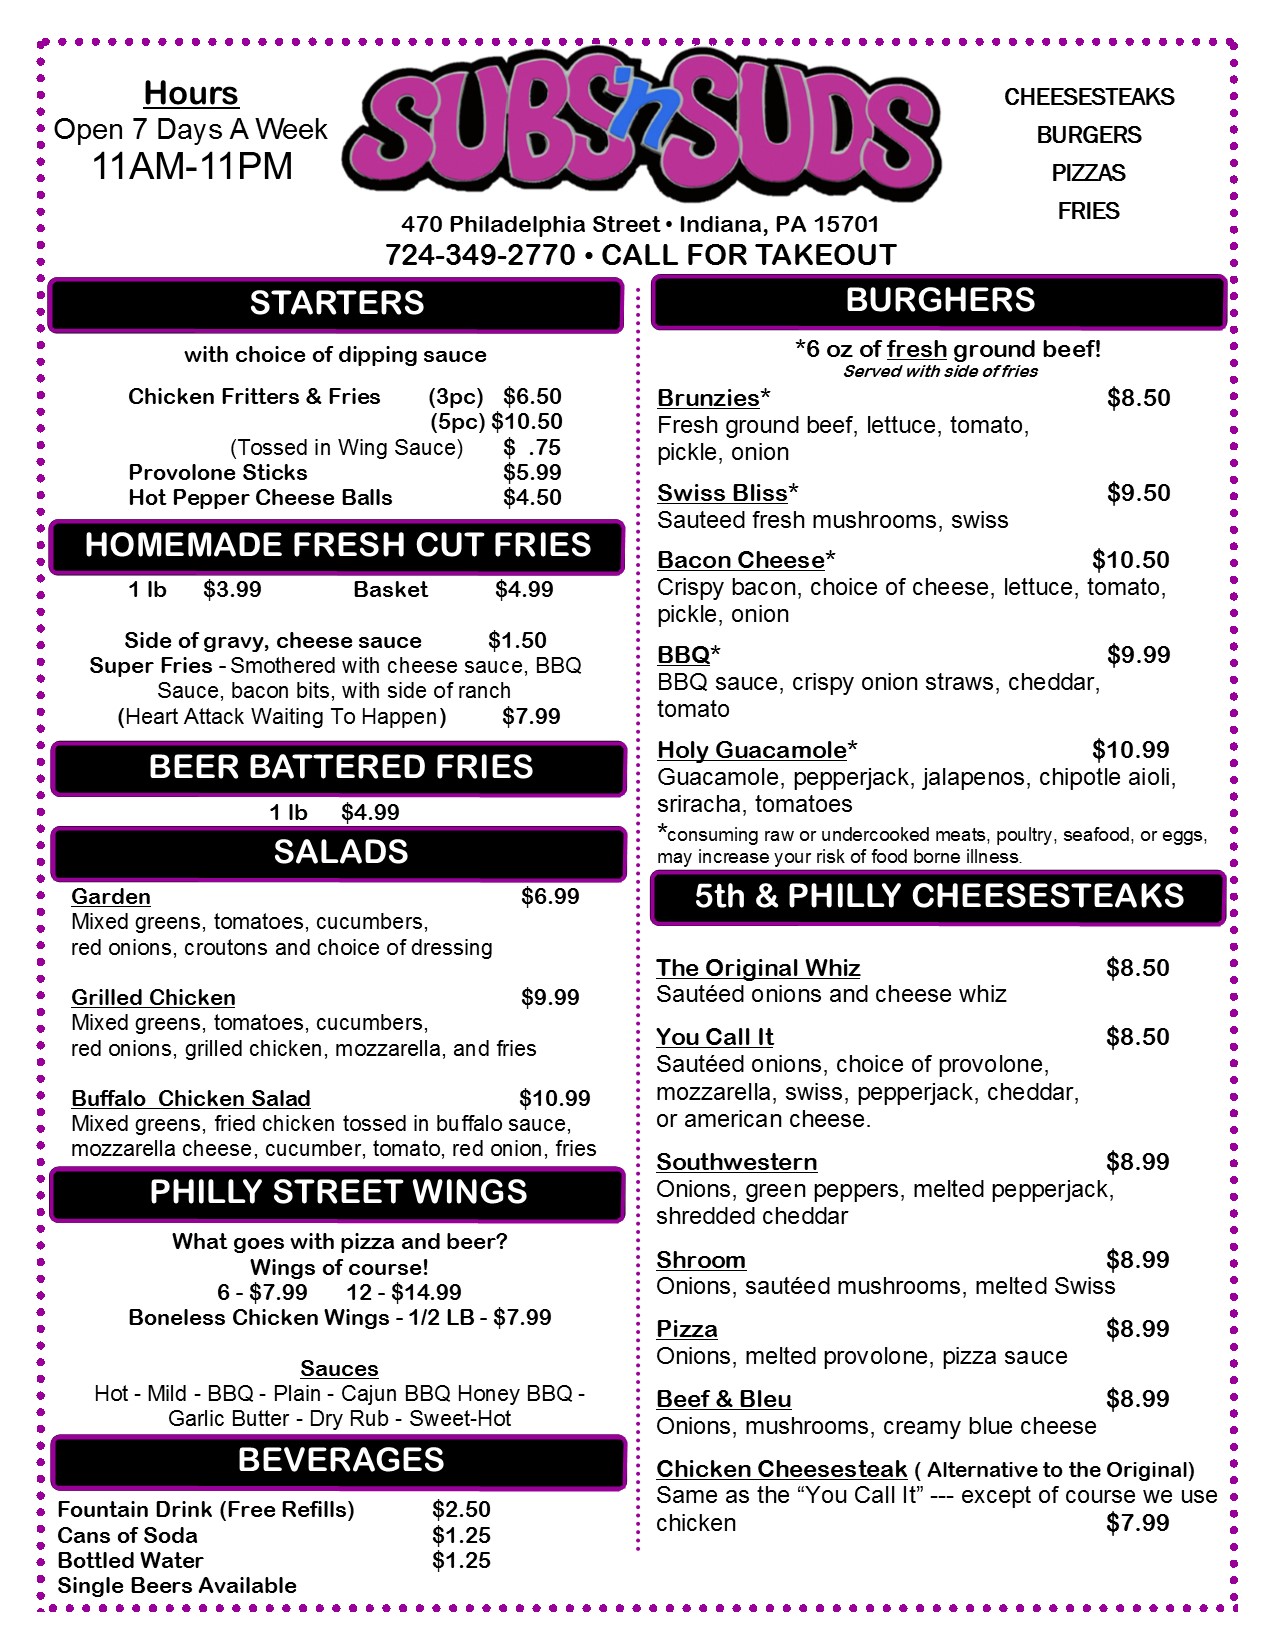 Hours
Open 7 Days A Week
11AM-11PM
SUBS'nSUDS
470 Philadelphia Street • Indiana, PA 15701
724-349-2770 • CALL FOR TAKEOUT
CHEESESTEAKS
BURGERS
PIZZAS
FRIES
STARTERS
with choice of dipping sauce
Chicken Fritters & Fries (3pc) $6.50
(5pc) $10.50
(Tossed in Wing Sauce) $ .75
Provolone Sticks $5.99
Hot Pepper Cheese Balls $4.50
HOMEMADE FRESH CUT FRIES
1 lb $3.99 Basket $4.99
Side of gravy, cheese sauce $1.50
Super Fries - Smothered with cheese sauce, BBQ
Sauce, bacon bits, with side of ranch
(Heart Attack Waiting To Happen) $7.99
BEER BATTERED FRIES
1 lb $4.99
SALADS
Garden $6.99
Mixed greens, tomatoes, cucumbers,
red onions, croutons and choice of dressing
Grilled Chicken $9.99
Mixed greens, tomatoes, cucumbers,
red onions, grilled chicken, mozzarella, and fries
Buffalo Chicken Salad $10.99
Mixed greens, fried chicken tossed in buffalo sauce,
mozzarella cheese, cucumber, tomato, red onion, fries
PHILLY STREET WINGS
What goes with pizza and beer?
Wings of course!
6 - $7.99 12 - $14.99
Boneless Chicken Wings - 1/2 LB - $7.99
Sauces
Hot - Mild - BBQ - Plain - Cajun BBQ Honey BBQ -
Garlic Butter - Dry Rub - Sweet-Hot
BEVERAGES
Fountain Drink (Free Refills) $2.50
Cans of Soda $1.25
Bottled Water $1.25
Single Beers Available
BURGHERS
*6 oz of fresh ground beef!
Served with side of fries
Brunzies* $8.50
Fresh ground beef, lettuce, tomato,
pickle, onion
Swiss Bliss* $9.50
Sauteed fresh mushrooms, swiss
Bacon Cheese* $10.50
Crispy bacon, choice of cheese, lettuce, tomato,
pickle, onion
BBQ* $9.99
BBQ sauce, crispy onion straws, cheddar,
tomato
Holy Guacamole* $10.99
Guacamole, pepperjack, jalapenos, chipotle aioli,
sriracha, tomatoes
*consuming raw or undercooked meats, poultry, seafood, or eggs,
may increase your risk of food borne illness.
5th & PHILLY CHEESESTEAKS
The Original Whiz $8.50
Sautéed onions and cheese whiz
You Call It $8.50
Sautéed onions, choice of provolone,
mozzarella, swiss, pepperjack, cheddar,
or american cheese.
Southwestern $8.99
Onions, green peppers, melted pepperjack,
shredded cheddar
Shroom $8.99
Onions, sautéed mushrooms, melted Swiss
Pizza $8.99
Onions, melted provolone, pizza sauce
Beef & Bleu $8.99
Onions, mushrooms, creamy blue cheese
Chicken Cheesesteak ( Alternative to the Original)
Same as the “You Call It” --- except of course we use
chicken $7.99